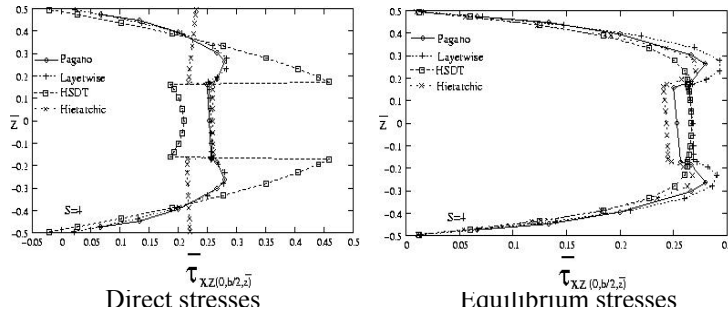 0.5
0.4
0.3
0.2
0.1
z̄ 0
-0.1
-0.2
-0.3
-0.4
-0.5
Pagano
Layetwise
HSDT
Hietatchic
S=4
-0.05 0 0.05 0.1 0.15 0.2 0.25 0.3 0.35 0.4 0.45 0.5
τ̄ xz(0,b/2,z̄)
Direct stresses
0.5
0.4
0.3
0.2
0.1
z̄ 0
-0.1
-0.2
-0.3
-0.4
-0.5
Pagano
Layetwise
HSDT
Hietatchic
S=4
0 0.05 0.1 0.15 0.2 0.25 0.3
τ̄ xz(0,b/2,z̄)
Equilibrium stresses